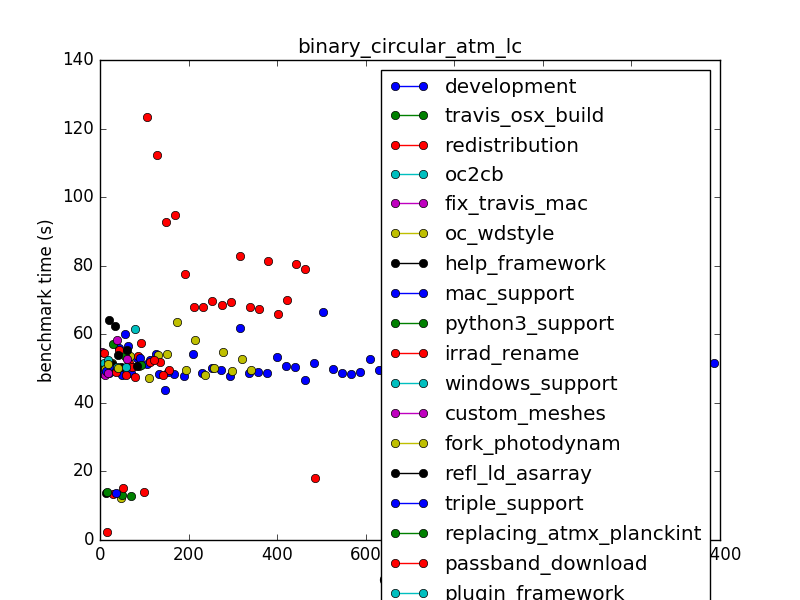 binary_circular_atm_lc
benchmark time (s)
140
120
100
80
60
40
20
0
0
200
400
600
400
development
travis_osx_build
redistribution
oc2cb
fix_travis_mac
oc_wdstyle
help_framework
mac_support
python3_support
irrad_rename
windows_support
custom_meshes
fork_photodynam
refl_ld_asarray
triple_support
replacing_atmx_planckint
passband_download
plugin_framework